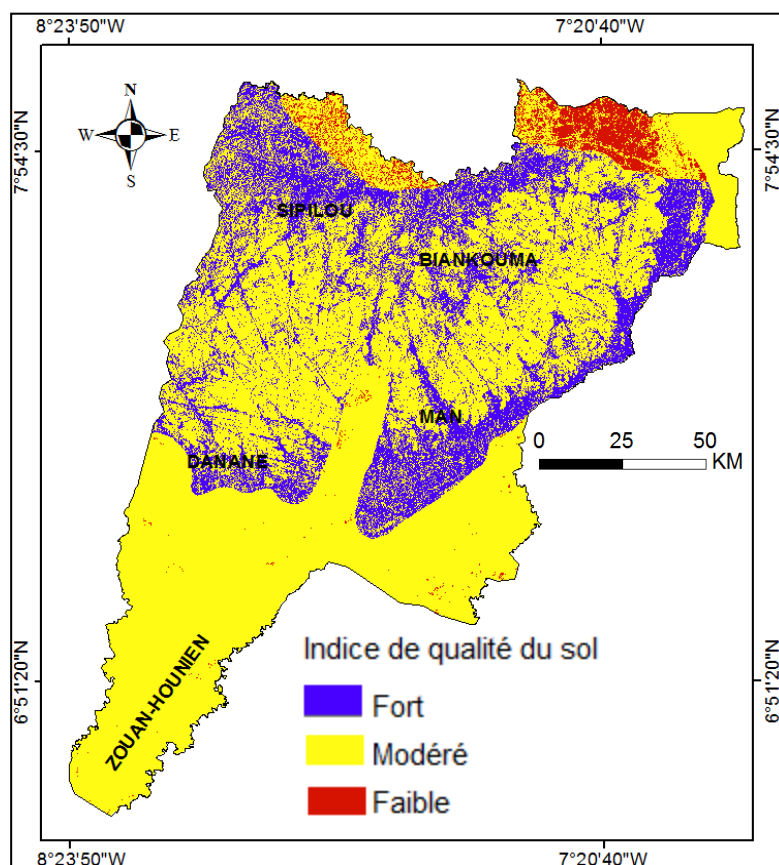 8°23'50"W 7°20'40"W
N
W E
S
7°54'30"N 7°54'30"N
SIPILOU
BIANKOUMA
MAN
0 25 50
KM
DANANE
ZOUAN-HOUNIEN
6°51'20"N 6°51'20"N
Indice de qualité du sol
Fort
Modéré
Faible
8°23'50"W 7°20'40"W